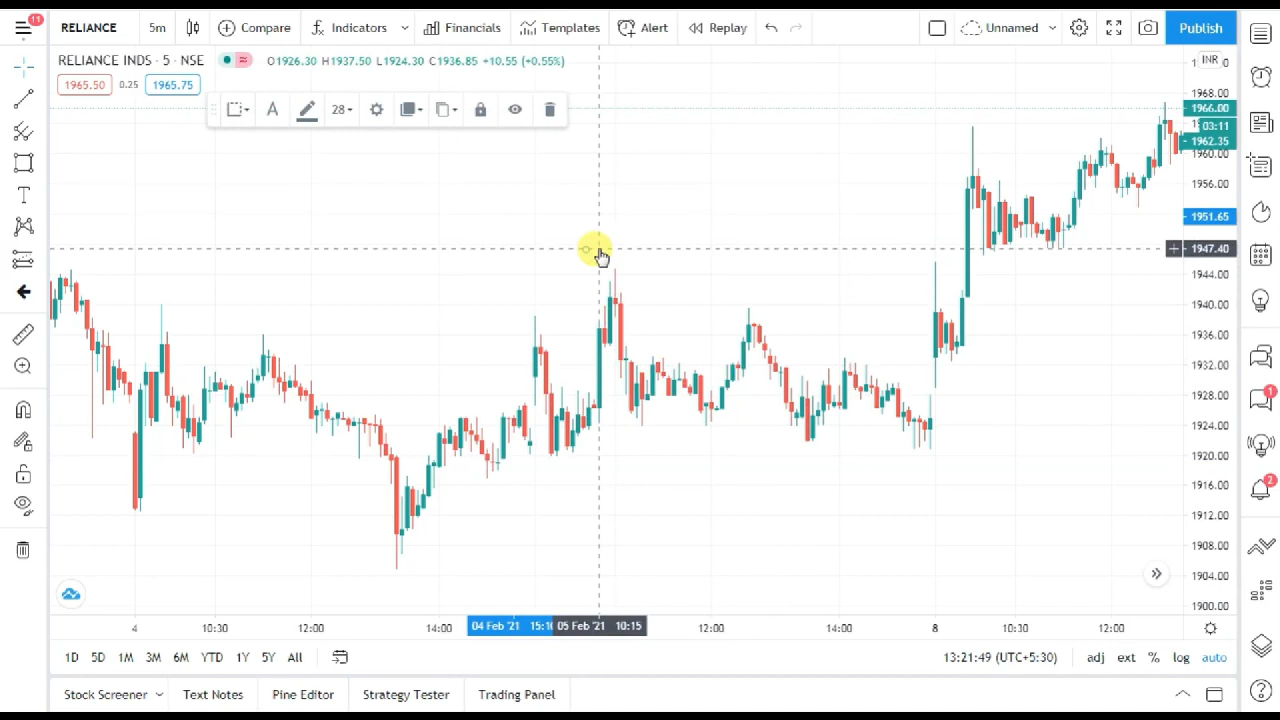 11
RELIANCE 5m Compare Indicators Financials Templates Alert Replay Unnamed Publish
RELIANCE INDS · 5 · NSE O1926.30 H1937.50 L1924.30 C1936.85 +10.55 (+0.55%)
INR
1965.50 0.25 1965.75
A 28
1968.00
1966.00
03:11
1962.35
1960.00
1956.00
1951.65
1947.40
1944.00
1940.00
1936.00
1932.00
1928.00
1924.00
1920.00
1916.00
1912.00
1908.00
1904.00
1900.00
1
2
4 10:30 12:00 14:00 04 Feb '21 15:10 05 Feb '21 10:15 12:00 14:00 8 10:30 12:00
1D 5D 1M 3M 6M YTD 1Y 5Y All 13:21:49 (UTC+5:30) adj ext % log auto
Stock Screener Text Notes Pine Editor Strategy Tester Trading Panel